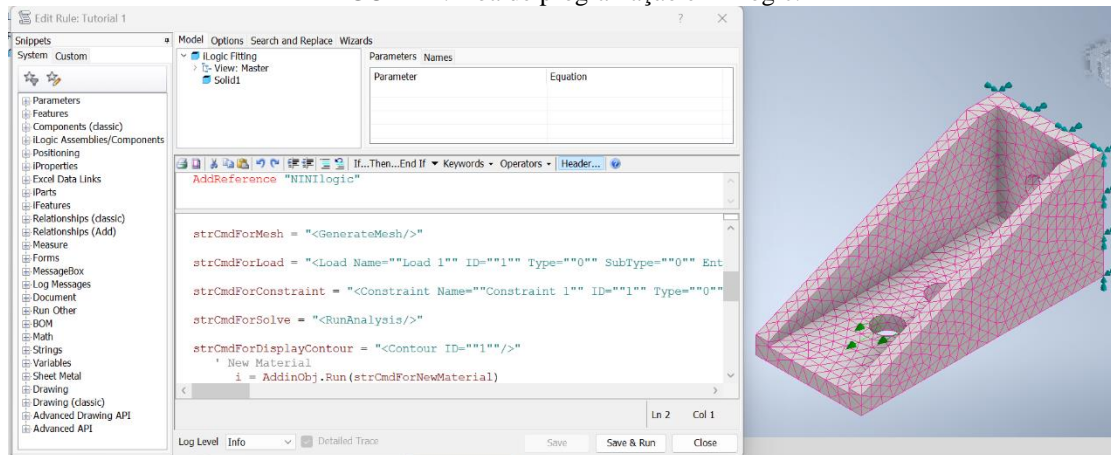 Edit Rule: Tutorial 1
Snippets
System Custom
Parameters
Features
Components (classic)
iLogic Assemblies/Components
Positioning
iProperties
Excel Data Links
iParts
iFeatures
Relationships (classic)
Relationships (Add)
Measure
Forms
MessageBox
Log Messages
Document
Run Other
BOM
Math
Strings
Variables
Sheet Metal
Drawing
Drawing (classic)
Advanced Drawing API
Advanced API
Model Options Search and Replace Wizards
iLogic Fitting
View: Master
Solid1
Parameters Names
Parameter Equation
If...Then...End If Keywords Operators Header...
AddReference "NINIlogic"
strCmdForMesh = "<GenerateMesh/>"
strCmdForLoad = "<Load Name=""Load 1"" ID=""1"" Type=""0"" SubType=""0"" Ent
strCmdForConstraint = "<Constraint Name=""Constraint 1"" ID=""1"" Type=""0""
strCmdForSolve = "<RunAnalysis/>"
strCmdForDisplayContour = "<Contour ID=""1""/>"
' New Material
i = AddinObj.Run(strCmdForNewMaterial)
Ln 2 Col 1
Log Level Info Detailed Trace Save Save & Run Close